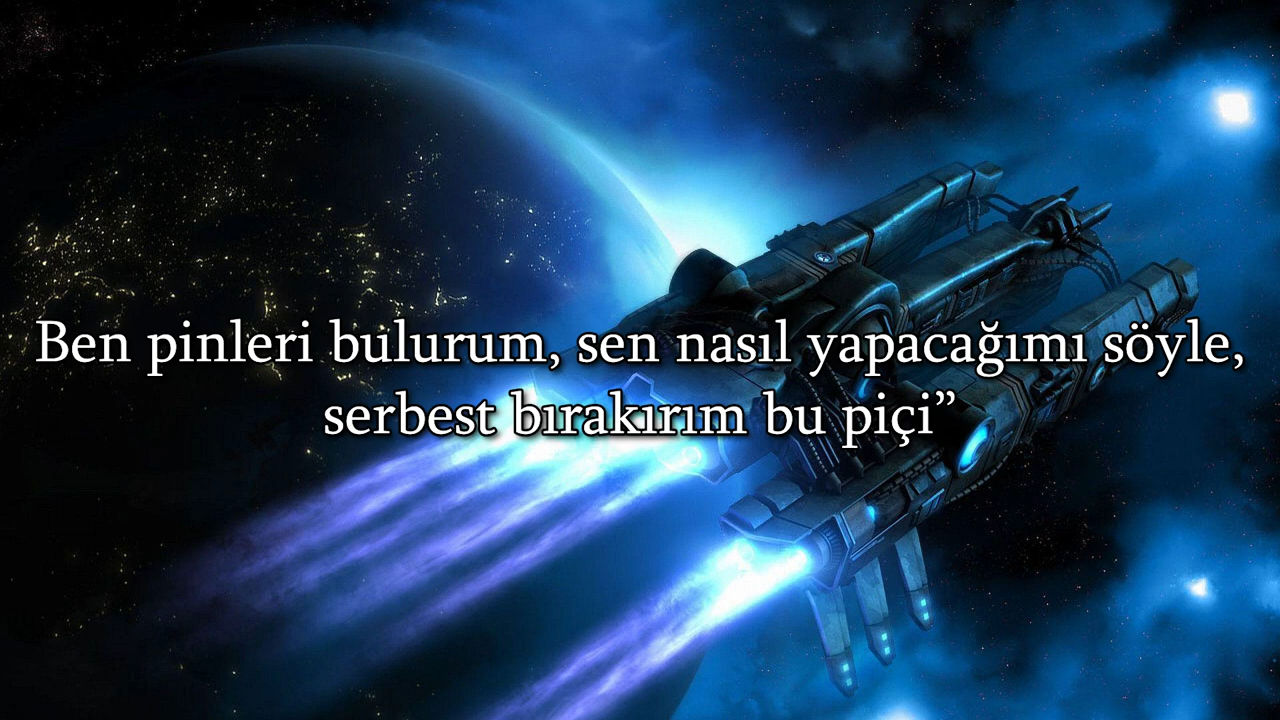 Ben pinleri bulurum, sen nasıl yapacağımı söyle,
serbest bırakırım bu piçi”